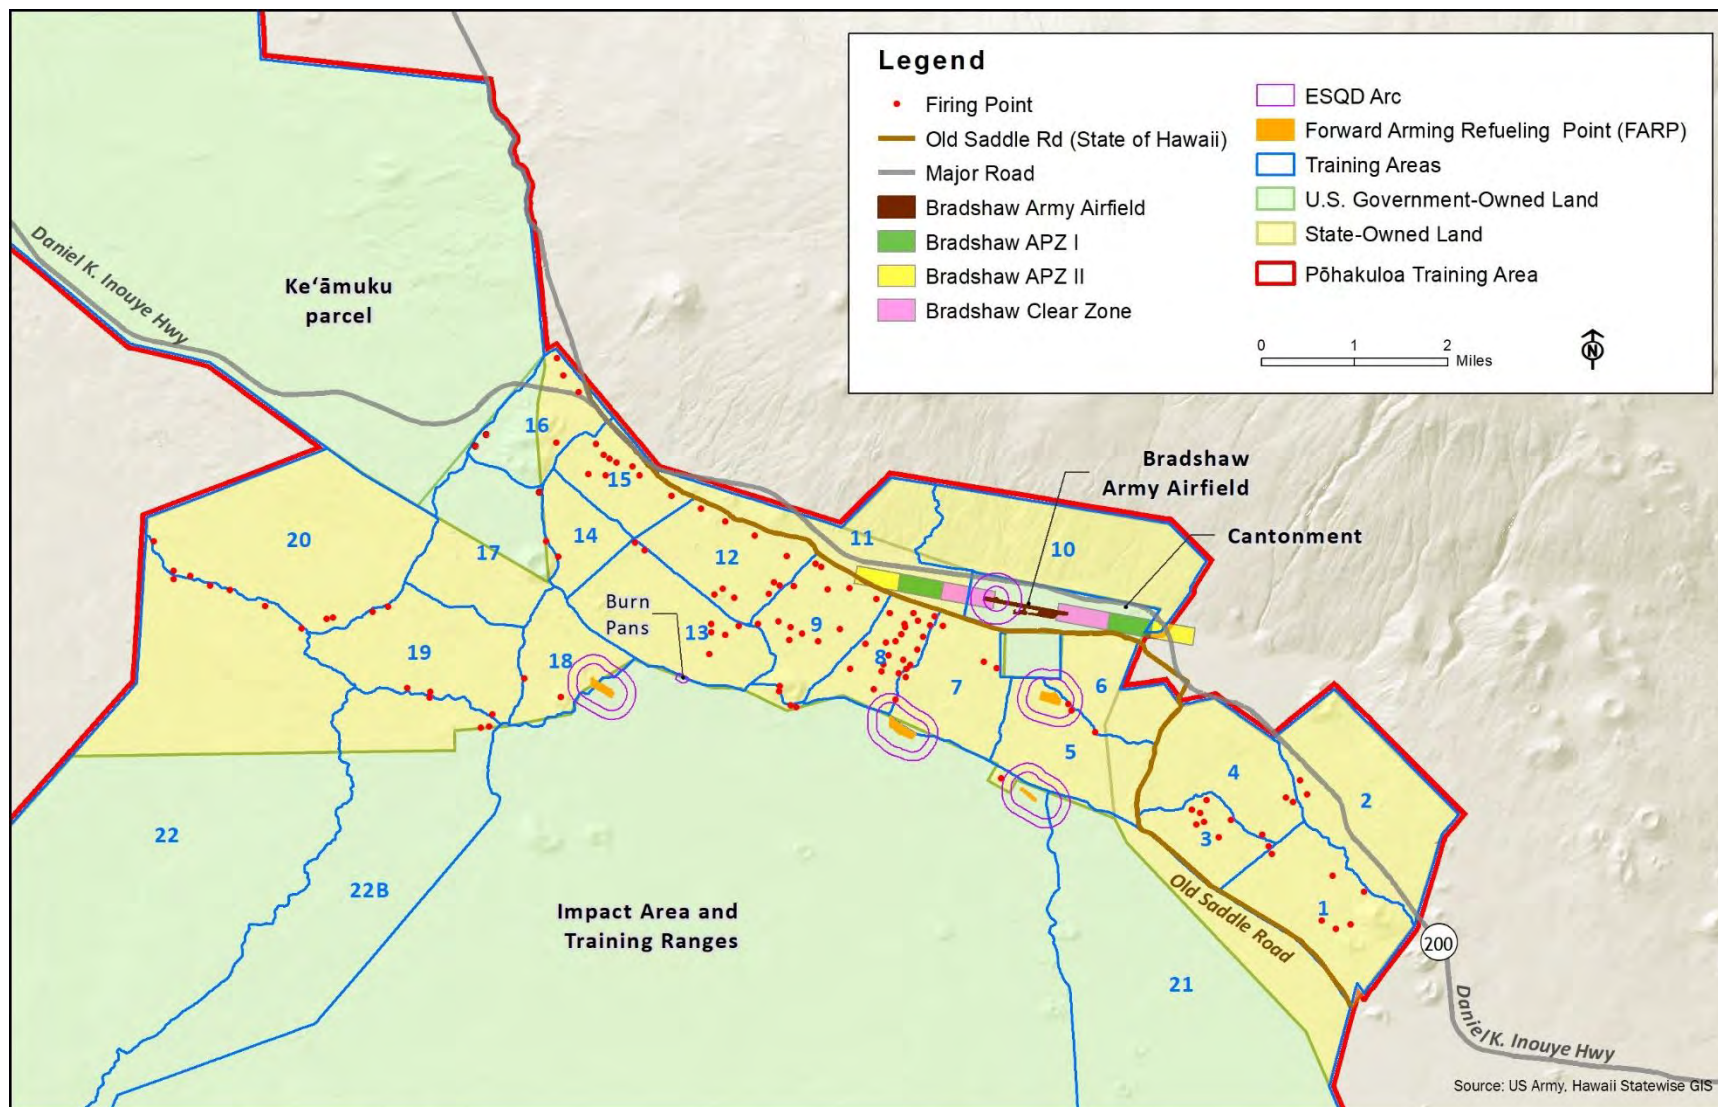 Legend
Firing Point
Old Saddle Rd (State of Hawaii)
Major Road
Bradshaw Army Airfield
Bradshaw APZ I
Bradshaw APZ II
Bradshaw Clear Zone
ESQD Arc
Forward Arming Refueling Point (FARP)
Training Areas
U.S. Government-Owned Land
State-Owned Land
Pōhakuloa Training Area
0 1 2
Miles
N
Daniel K. Inouye Hwy
Keʻāmuku
parcel
16
15
20
17
14
12
11
10
Bradshaw
Army Airfield
Cantonment
Burn
Pans
13
9
8
19
18
7
6
5
4
2
3
1
22
22B
Impact Area and
Training Ranges
21
Old Saddle Road
200
Daniel K. Inouye Hwy
Source: US Army, Hawaii Statewise GIS